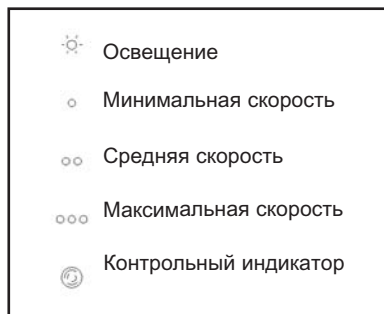 Освещение
Минимальная скорость
Средняя скорость
Максимальная скорость
Контрольный индикатор